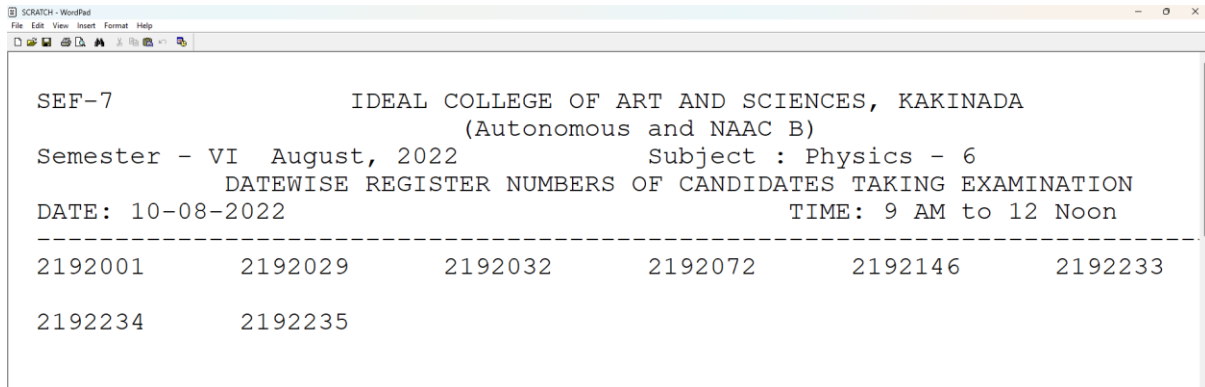 SCRATCH - WordPad
File Edit View Insert Format Help
SEF-7 IDEAL COLLEGE OF ART AND SCIENCES, KAKINADA
(Autonomous and NAAC B)
Semester - VI August, 2022 Subject : Physics - 6
DATEWISE REGISTER NUMBERS OF CANDIDATES TAKING EXAMINATION
DATE: 10-08-2022 TIME: 9 AM to 12 Noon
--------------------------------------------------------------------------
2192001 2192029 2192032 2192072 2192146 2192233
2192234 2192235